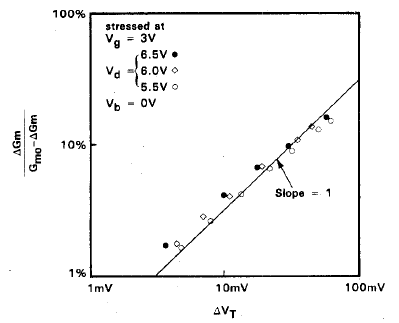 100%
stressed at
Vg = 3V
6.5V
Vd = 6.0V
5.5V
Vb = 0V
ΔGm
Gmo-ΔGm
10%
Slope = 1
1%
1mV
10mV
100mV
ΔVT